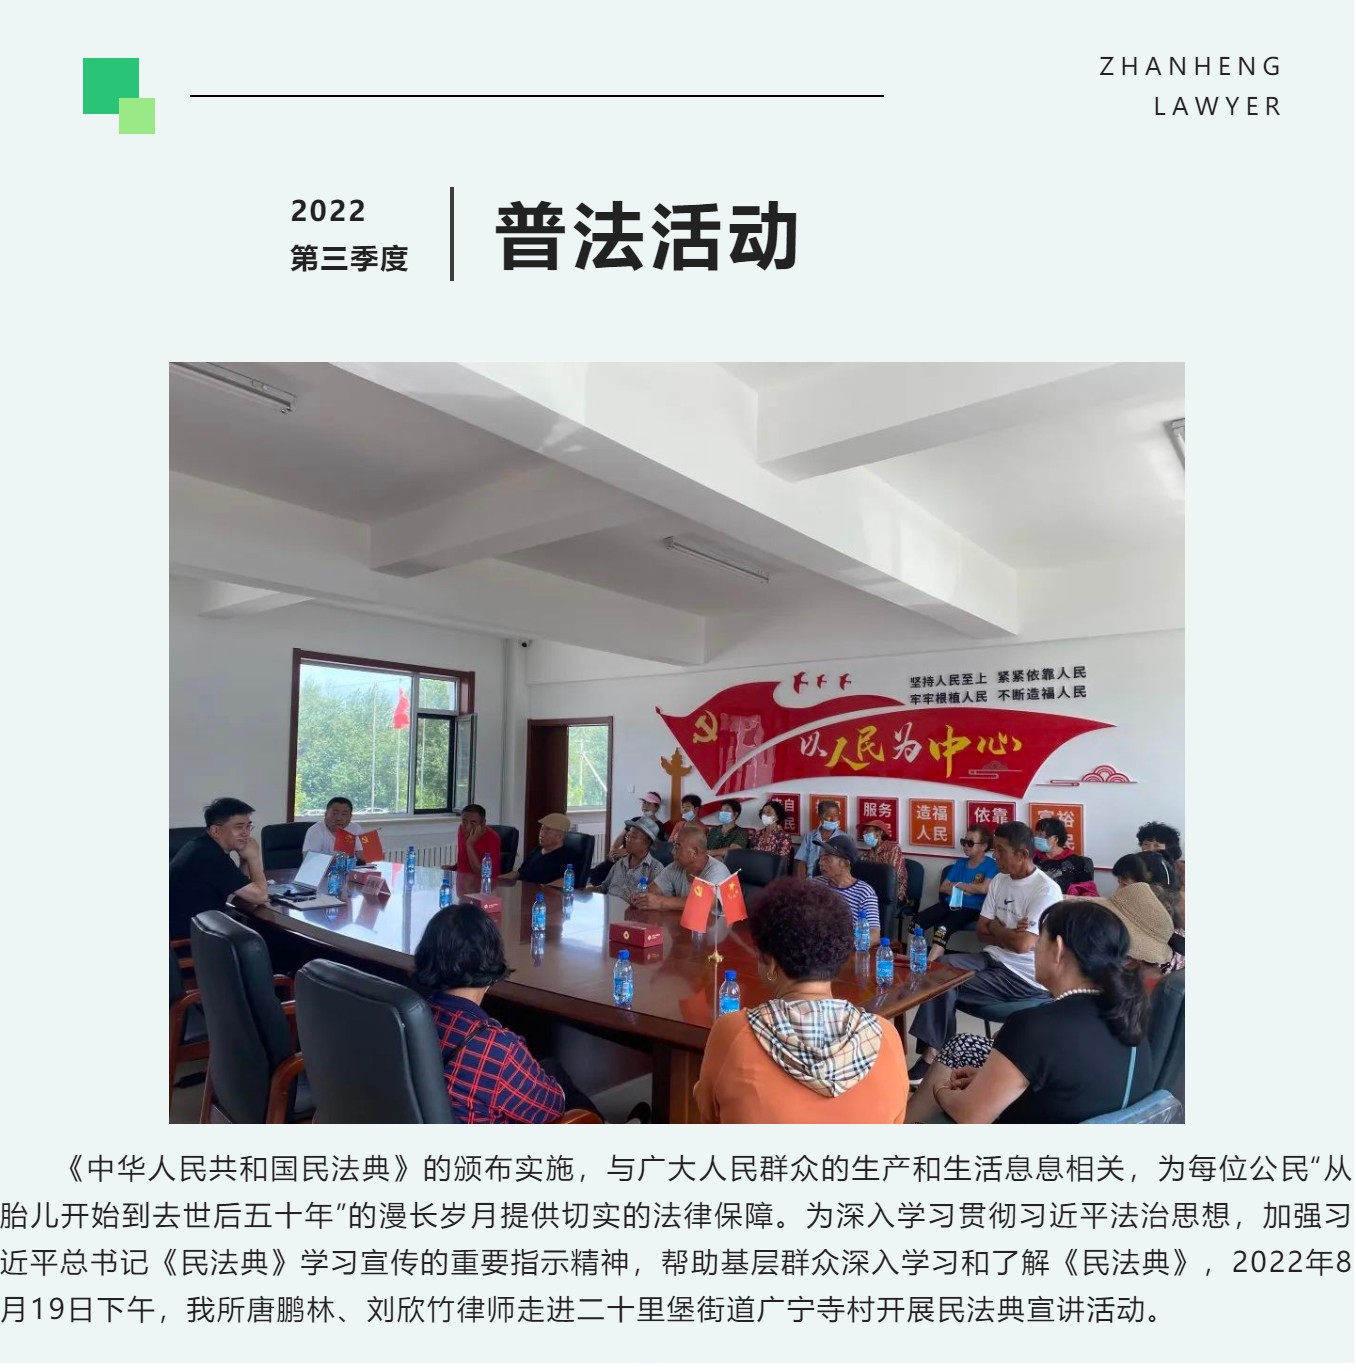 ZHANHENG
LAWYER
2022
第三季度
普法活动
坚持人民至上 紧紧依靠人民
牢牢根植人民 不断造福人民
以人民为中心
服务
造福
人民
依靠
富裕
《中华人民共和国民法典》的颁布实施，与广大人民群众的生产和生活息息相关，为每位公民“从
胎儿开始到去世后五十年”的漫长岁月提供切实的法律保障。为深入学习贯彻习近平法治思想，加强习
近平总书记《民法典》学习宣传的重要指示精神，帮助基层群众深入学习和了解《民法典》，2022年8
月19日下午，我所唐鹏林、刘欣竹律师走进二十里堡街道广宁寺村开展民法典宣讲活动。